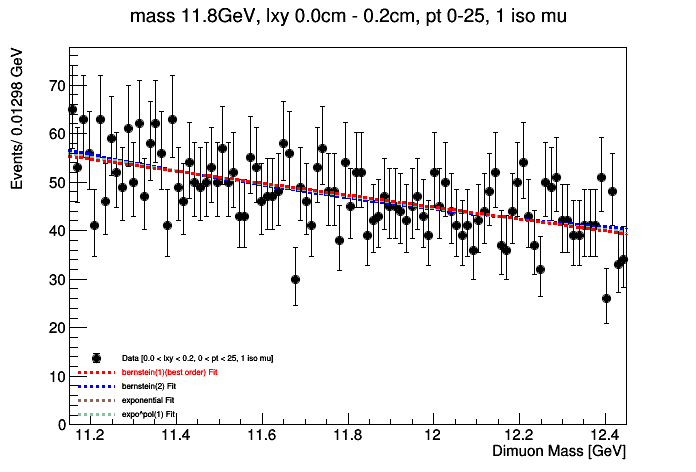 mass 11.8GeV, lxy 0.0cm - 0.2cm, pt 0-25, 1 iso mu
Events/ 0.01298 GeV
70
60
50
40
30
20
10
0
Data [0.0 < lxy < 0.2, 0 < pt < 25, 1 iso mu]
bernstein(1)(best order) Fit
bernstein(2) Fit
exponential Fit
expo^pol(1) Fit
11.2 11.4 11.6 11.8 12 12.2 12.4
Dimuon Mass [GeV]